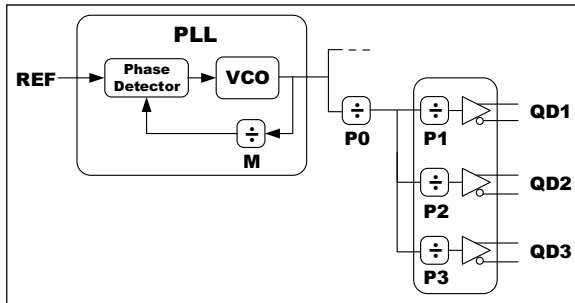 PLL
REF
Phase
Detector
VCO
÷
M
÷
P0
÷
P1
QD1
÷
P2
QD2
÷
P3
QD3